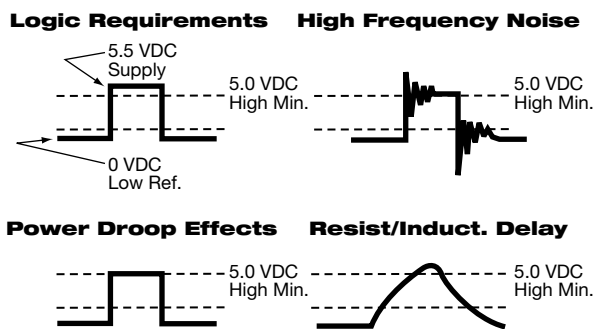 Logic Requirements
5.5 VDC
Supply
5.0 VDC
High Min.
0 VDC
Low Ref.
High Frequency Noise
5.0 VDC
High Min.
Power Droop Effects
5.0 VDC
High Min.
Resist/Induct. Delay
5.0 VDC
High Min.